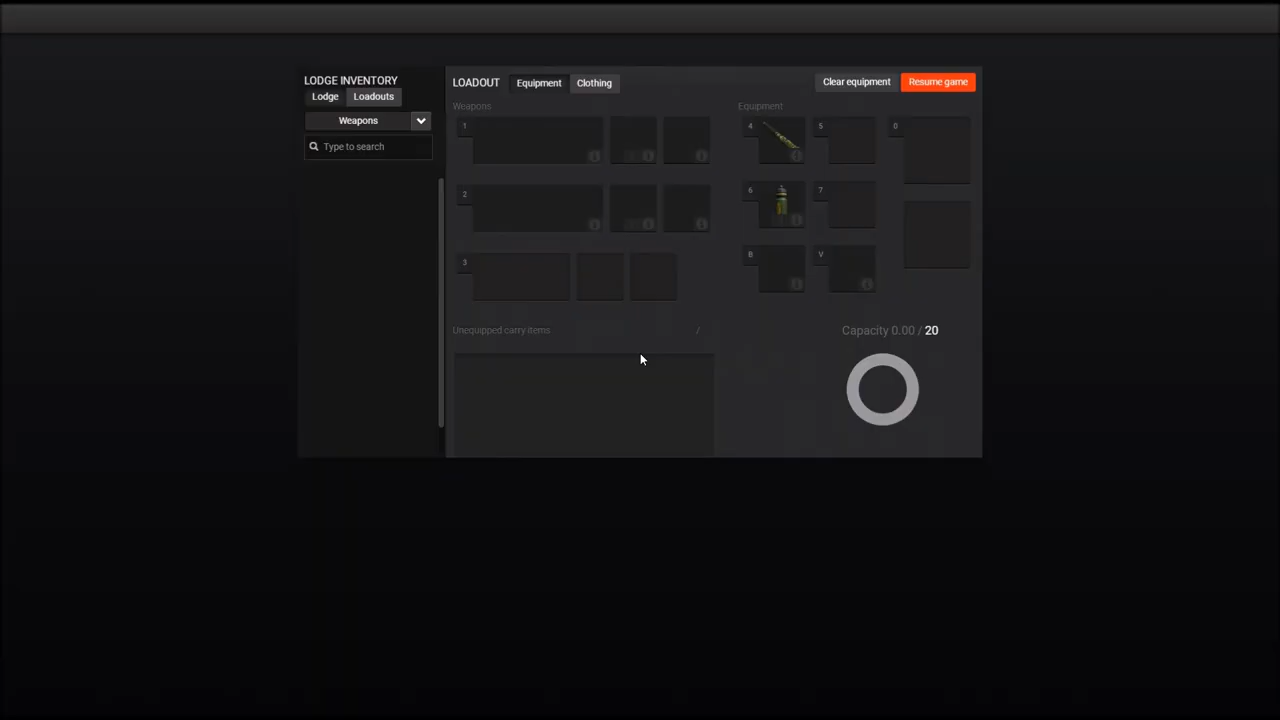 LODGE INVENTORY
Lodge Loadouts
Weapons
Type to search
LOADOUT Equipment Clothing
Clear equipment Resume game
Weapons
1
2
3
Equipment
4 5 0
6 7
B V
Unequipped carry items /
Capacity 0.00 / 20